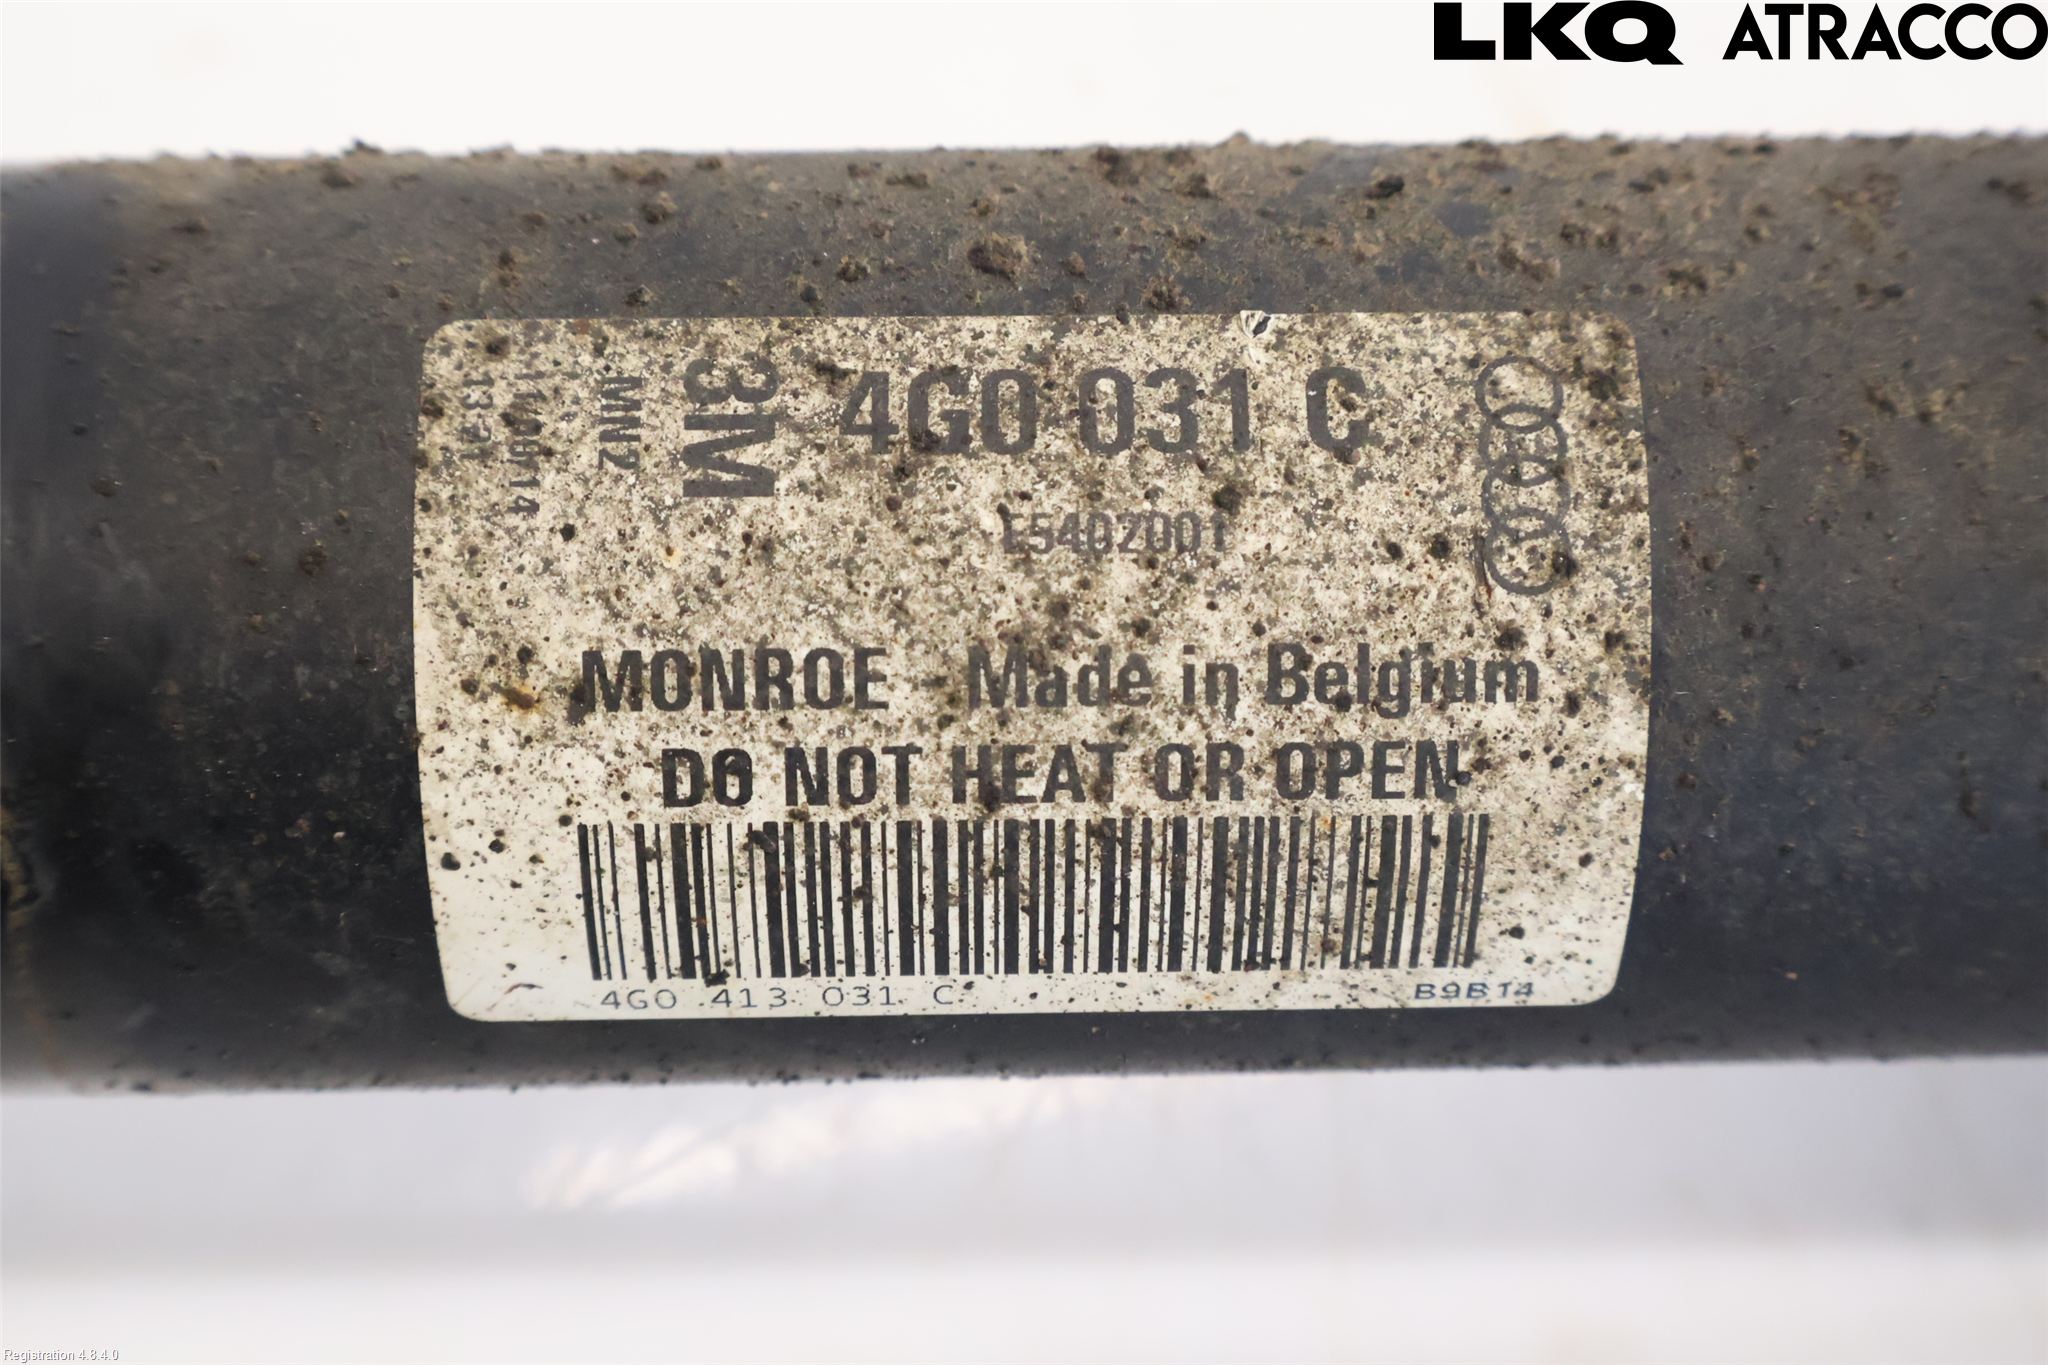 LKQ ATRACCO
4G0 031 C
3M
MN2
E5402001
MONROE Made in Belgium
DO NOT HEAT OR OPEN
4G0 413 031 C
B9B14
Registration 4.8.4.0